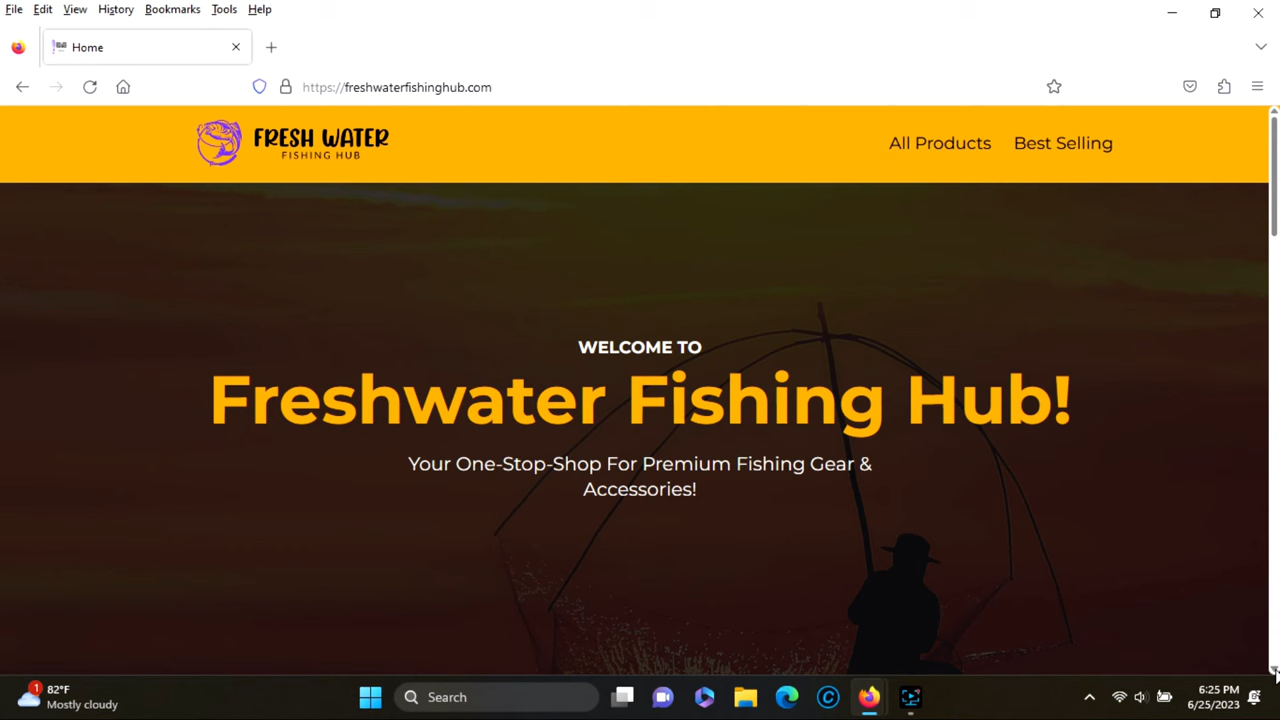 File Edit View History Bookmarks Tools Help
Home
https://freshwaterfishinghub.com
FRESH WATER
FISHING HUB
All Products Best Selling
WELCOME TO
Freshwater Fishing Hub!
Your One-Stop-Shop For Premium Fishing Gear &
Accessories!
1
82°F
Mostly cloudy
Search
6:25 PM
6/25/2023